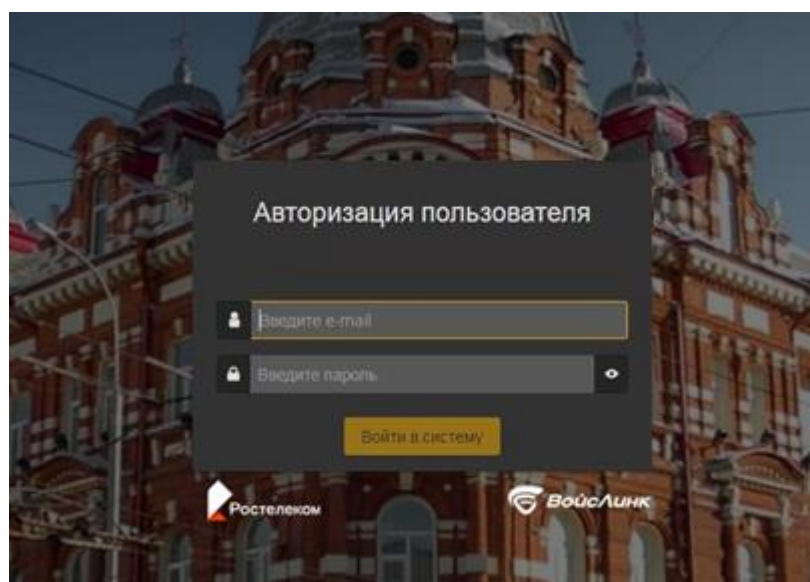 Авторизация пользователя
Введите e-mail
Введите пароль
Войти в систему
Ростелеком
ВойсЛинк